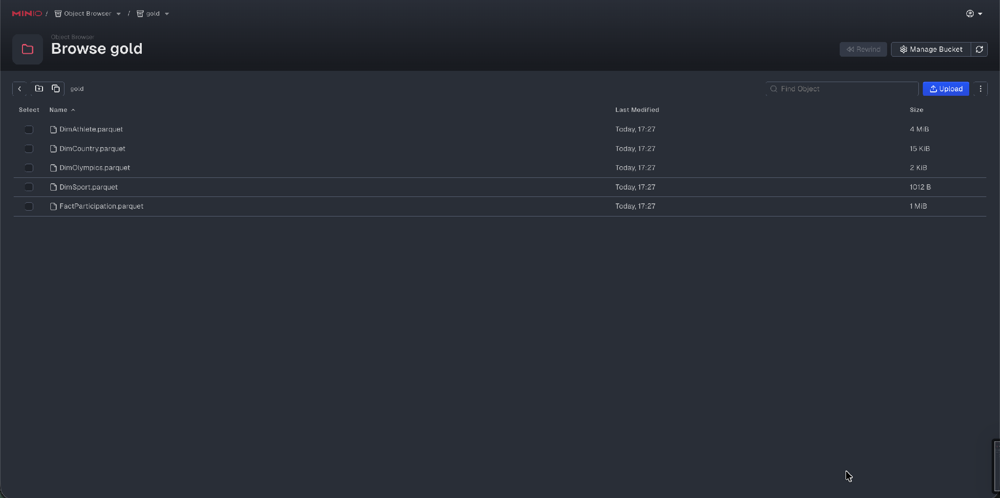 MINIO / Object Browser / gold
Object Browser
Browse gold
Rewind Manage Bucket
gold Find Object Upload
Select Name Last Modified Size
DimAthlete.parquet Today, 17:27 4 MiB
DimCountry.parquet Today, 17:27 15 KiB
DimOlympics.parquet Today, 17:27 2 KiB
DimSport.parquet Today, 17:27 1012 B
FactParticipation.parquet Today, 17:27 1 MiB